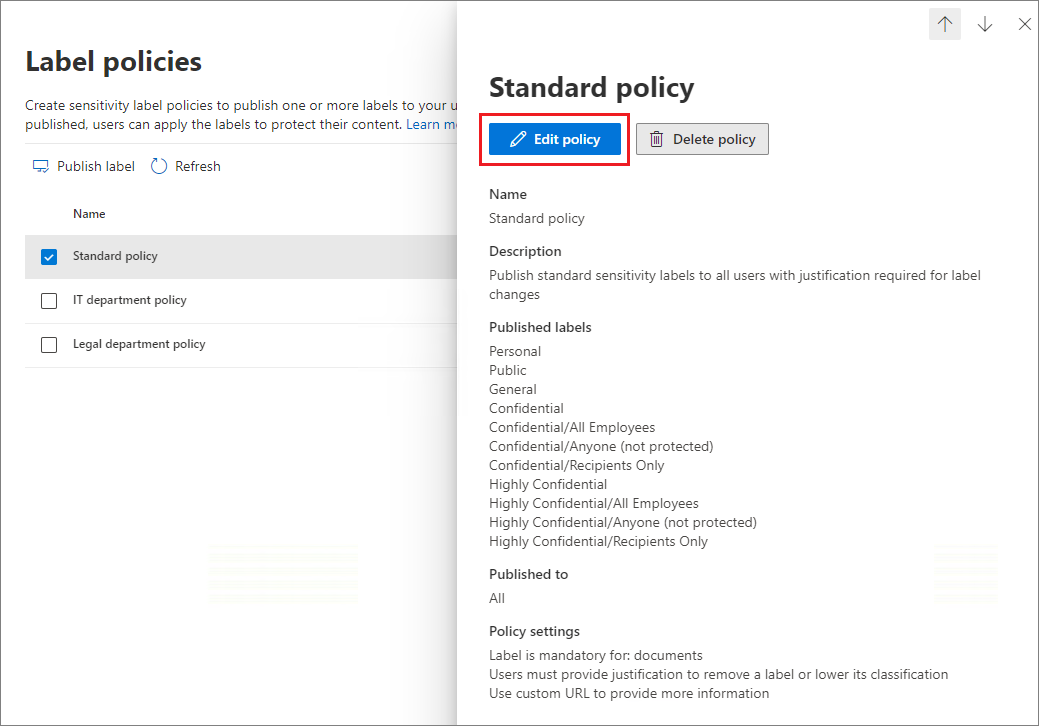 Label policies
Create sensitivity label policies to publish one or more labels to your
published, users can apply the labels to protect their content. Learn
Publish label
Refresh
Name
Standard policy
IT department policy
Legal department policy
Standard policy
Edit policy
Delete policy
Name
Standard policy
Description
Publish standard sensitivity labels to all users with justification required for label
changes
Published labels
Personal
Public
General
Confidential
Confidential/All Employees
Confidential/Anyone (not protected)
Confidential/Recipients Only
Highly Confidential
Highly Confidential/All Employees
Highly Confidential/Anyone (not protected)
Highly Confidential/Recipients Only
Published to
All
Policy settings
Label is mandatory for: documents
Users must provide justification to remove a label or lower its classification
Use custom URL to provide more information